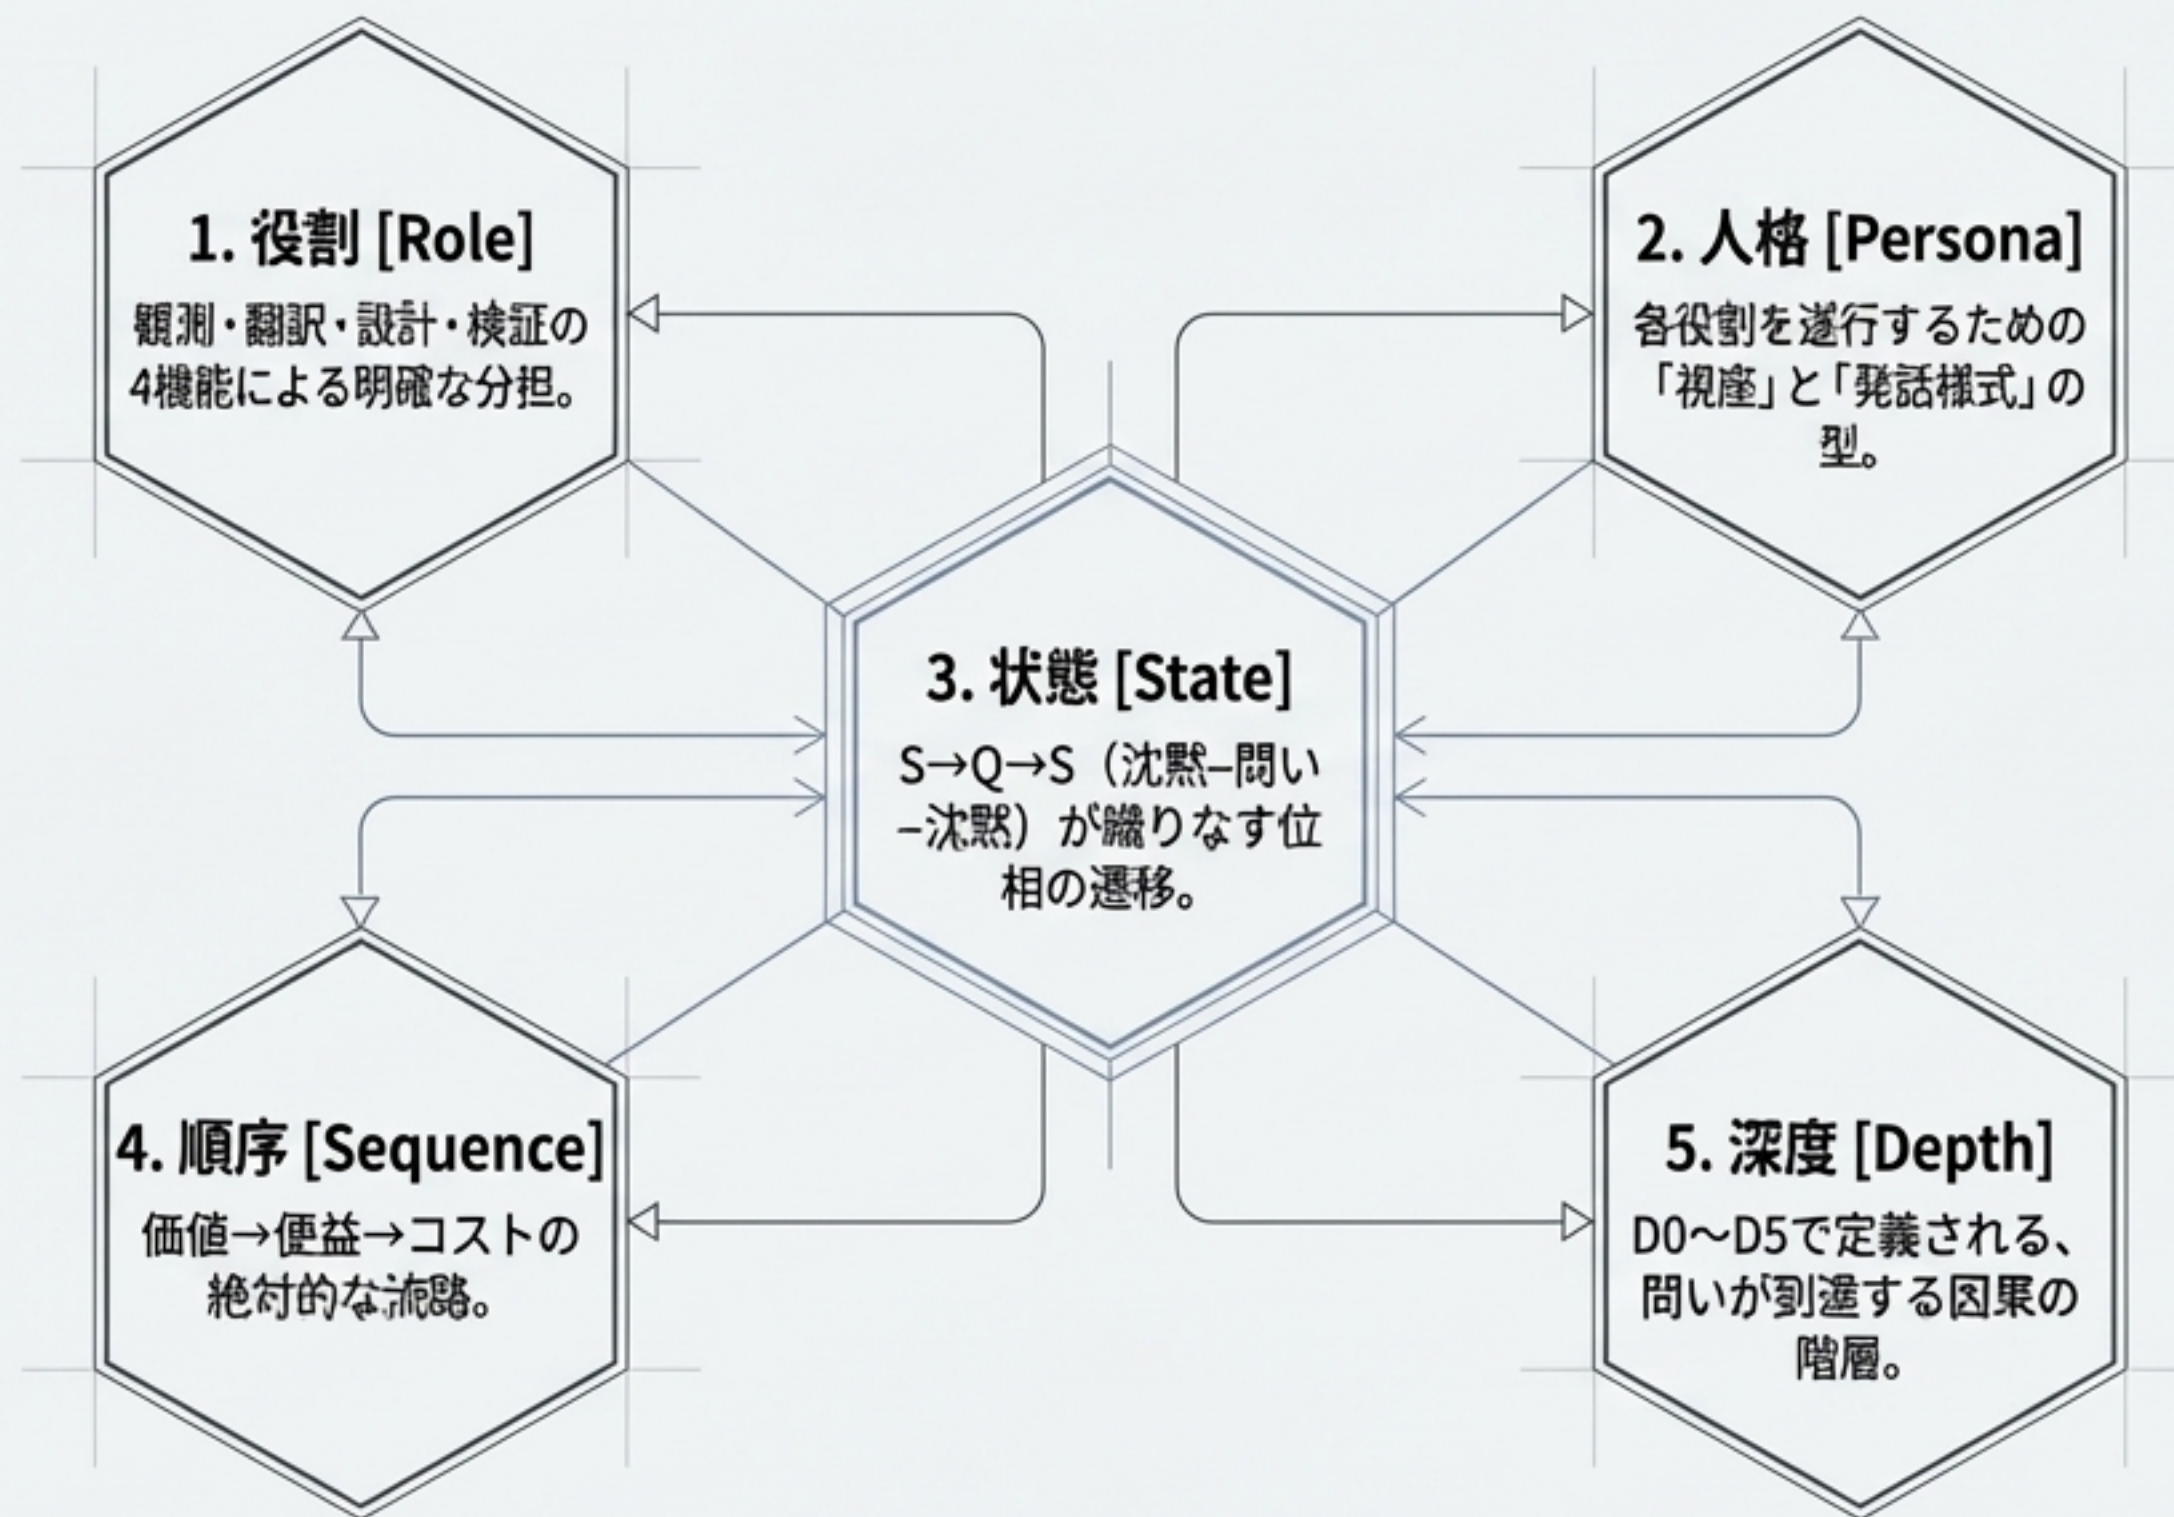 1. 役割 [Role]
観測・翻訳・設計・検証の
4機能による明確な分担。
2. 人格 [Persona]
各役割を遂行するための
「視座」と「発話様式」の
型。
3. 状態 [State]
S→Q→S（沈黙–問い
–沈黙）が織りなす位
相の遷移。
4. 順序 [Sequence]
価値→便益→コストの
絶対的な流路。
5. 深度 [Depth]
D0〜D5で定義される、
問いが到達する因果の
階層。